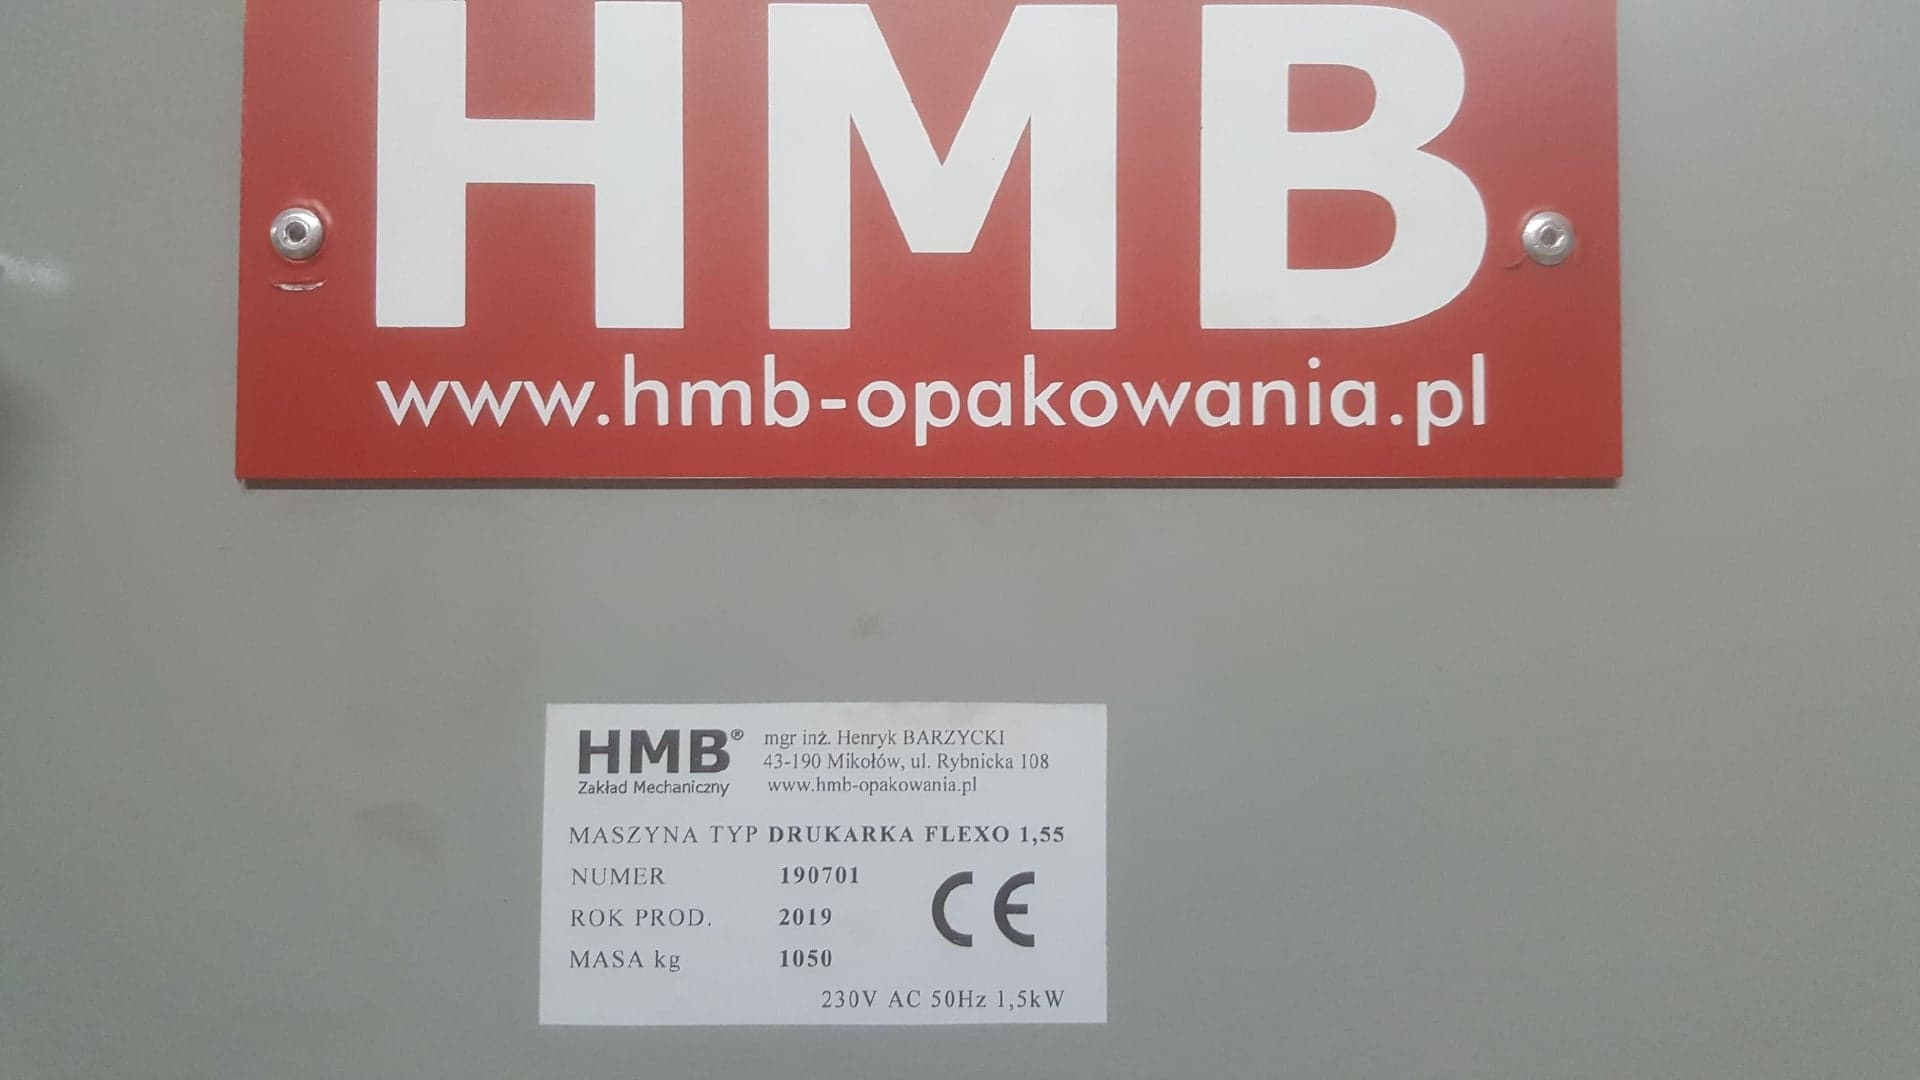 HMB
www.hmb-opakowania.pl
HMB® mgr inż. Henryk BARZYCKI
43-190 Mikołów, ul. Rybnicka 108
Zakład Mechaniczny www.hmb-opakowania.pl
MASZYNA TYP DRUKARKA FLEXO 1,55
NUMER 190701
ROK PROD. 2019
CE
MASA kg 1050
230V AC 50Hz 1,5kW